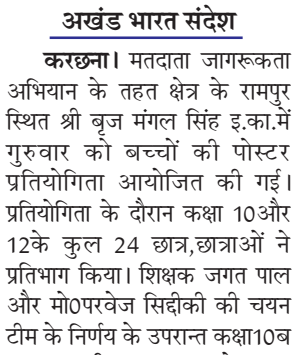 अखंड भारत संदेश
करछना। मतदाता जागरूकता
अभियान के तहत क्षेत्र के रामपुर
स्थित श्री बृज मंगल सिंह इ.का.में
गुरुवार को बच्चों की पोस्टर
प्रतियोगिता आयोजित की गई।
प्रतियोगिता के दौरान कक्षा 10और
12के कुल 24 छात्र,छात्राओं ने
प्रतिभाग किया। शिक्षक जगत पाल
और मो0परवेज सिद्दीकी की चयन
टीम के निर्णय के उपरान्त कक्षा10ब